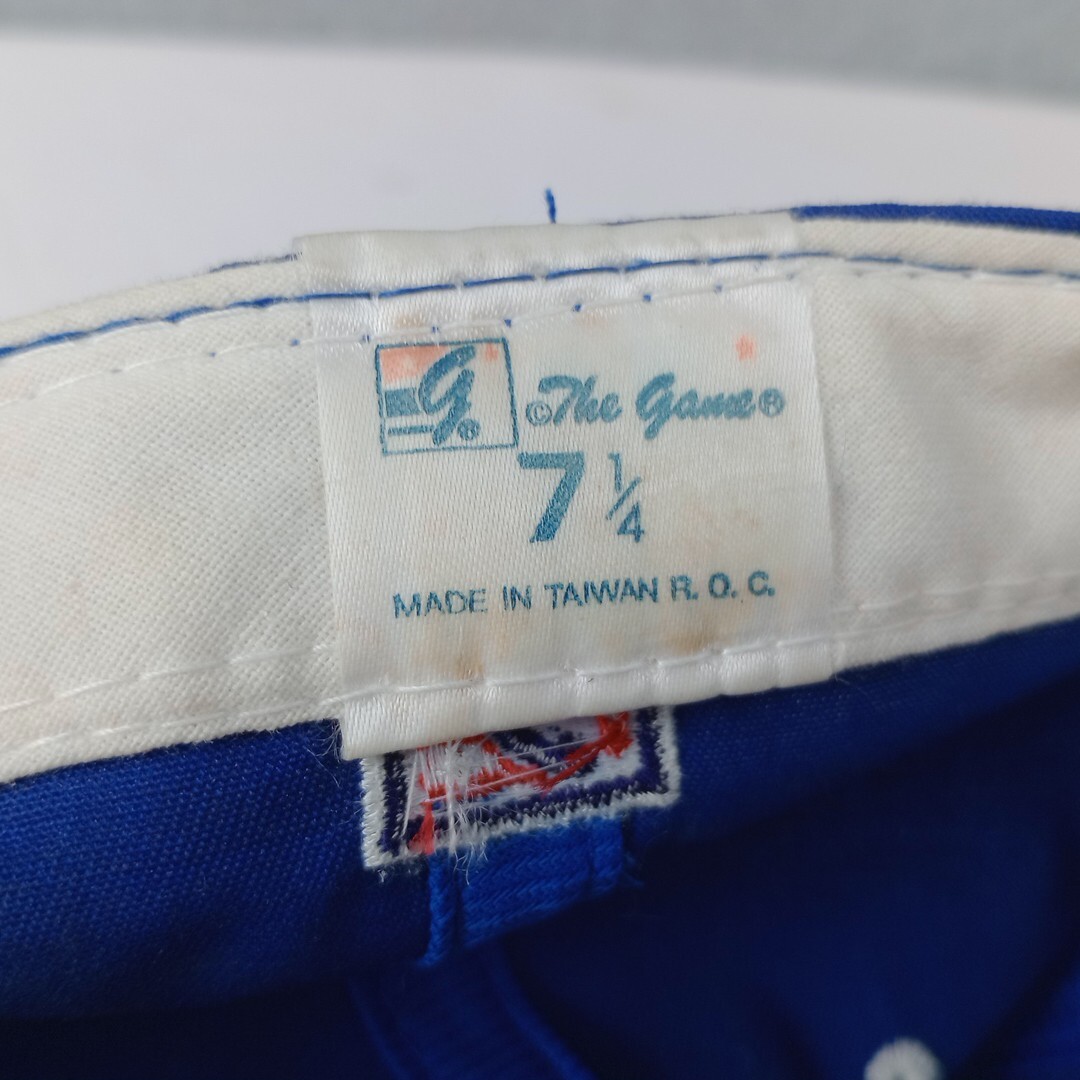 G®
©The Game®
7 1/4
MADE IN TAIWAN R.O.C.